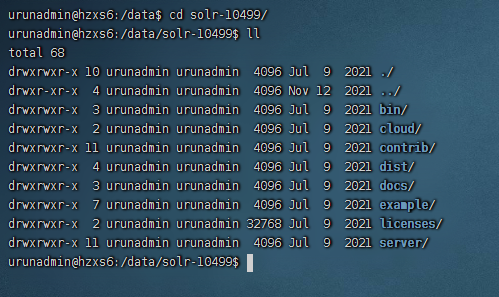 urunadmin@hzxs6:/data$ cd solr-10499/
urunadmin@hzxs6:/data/solr-10499$ ll
total 68
drwxrwxr-x 10 urunadmin urunadmin  4096 Jul  9  2021 ./
drwxr-xr-x  4 urunadmin urunadmin  4096 Nov 12  2021 ../
drwxrwxr-x  3 urunadmin urunadmin  4096 Jul  9  2021 bin/
drwxrwxr-x  2 urunadmin urunadmin  4096 Jul  9  2021 cloud/
drwxrwxr-x 11 urunadmin urunadmin  4096 Jul  9  2021 contrib/
drwxrwxr-x  4 urunadmin urunadmin  4096 Jul  9  2021 dist/
drwxrwxr-x  3 urunadmin urunadmin  4096 Jul  9  2021 docs/
drwxrwxr-x  7 urunadmin urunadmin  4096 Jul  9  2021 example/
drwxrwxr-x  2 urunadmin urunadmin 32768 Jul  9  2021 licenses/
drwxrwxr-x 11 urunadmin urunadmin  4096 Jul  9  2021 server/
urunadmin@hzxs6:/data/solr-10499$